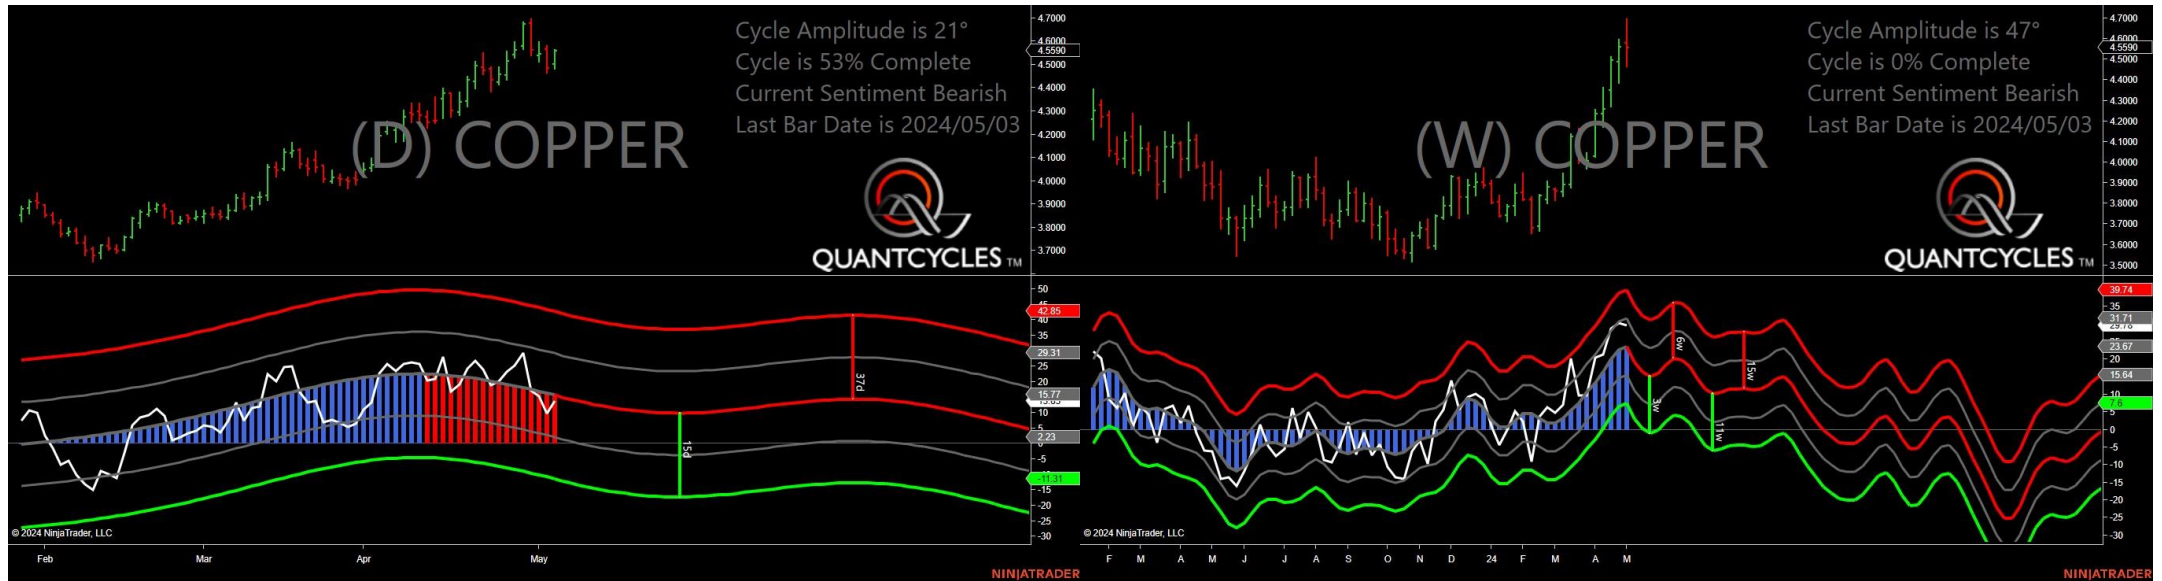 Cycle Amplitude is 21°
Cycle is 53% Complete
Current Sentiment Bearish
Last Bar Date is 2024/05/03
(D) COPPER
QUANTCYCLES TM
4.7000
4.6000
4.5590
4.5000
4.4000
4.3000
4.2000
4.1000
4.0000
3.9000
3.8000
3.7000
50
42.85
40
35
29.31
25
20
15.77
10
5
2.23
-5
-11.31
-15
-20
-25
-30
37d
15d
© 2024 NinjaTrader, LLC
Feb Mar Apr May
NINJATRADER
Cycle Amplitude is 47°
Cycle is 0% Complete
Current Sentiment Bearish
Last Bar Date is 2024/05/03
(W) COPPER
QUANTCYCLES TM
4.7000
4.6000
4.5590
4.5000
4.4000
4.3000
4.2000
4.1000
4.0000
3.9000
3.8000
3.7000
3.6000
3.5000
39.74
35
31.71
23.67
20
15.64
10
7.6
5
0
-5
-10
-15
-20
-25
-30
6w
15w
3w
11w
© 2024 NinjaTrader, LLC
F M A M J J A S O N D 24 F M A M
NINJATRADER